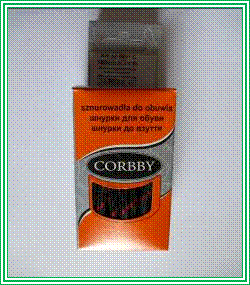 sznurowadła do obuwia
шнурки для обуви
шнурки до взуття
CORBBY